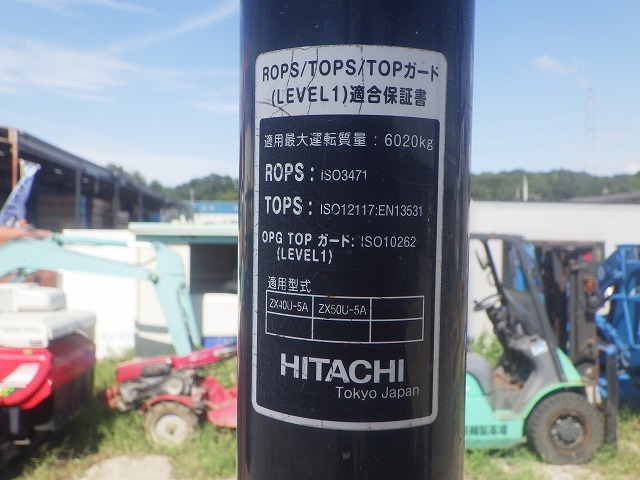 ROPS/TOPS/TOPガード
(LEVEL1)適合保証書
適用最大運転質量：6020kg
ROPS：ISO3471
TOPS：ISO12117:EN13531
OPG TOP ガード：ISO10262
(LEVEL1)
適用型式
ZX40U-5A ZX50U-5A
HITACHI
Tokyo Japan